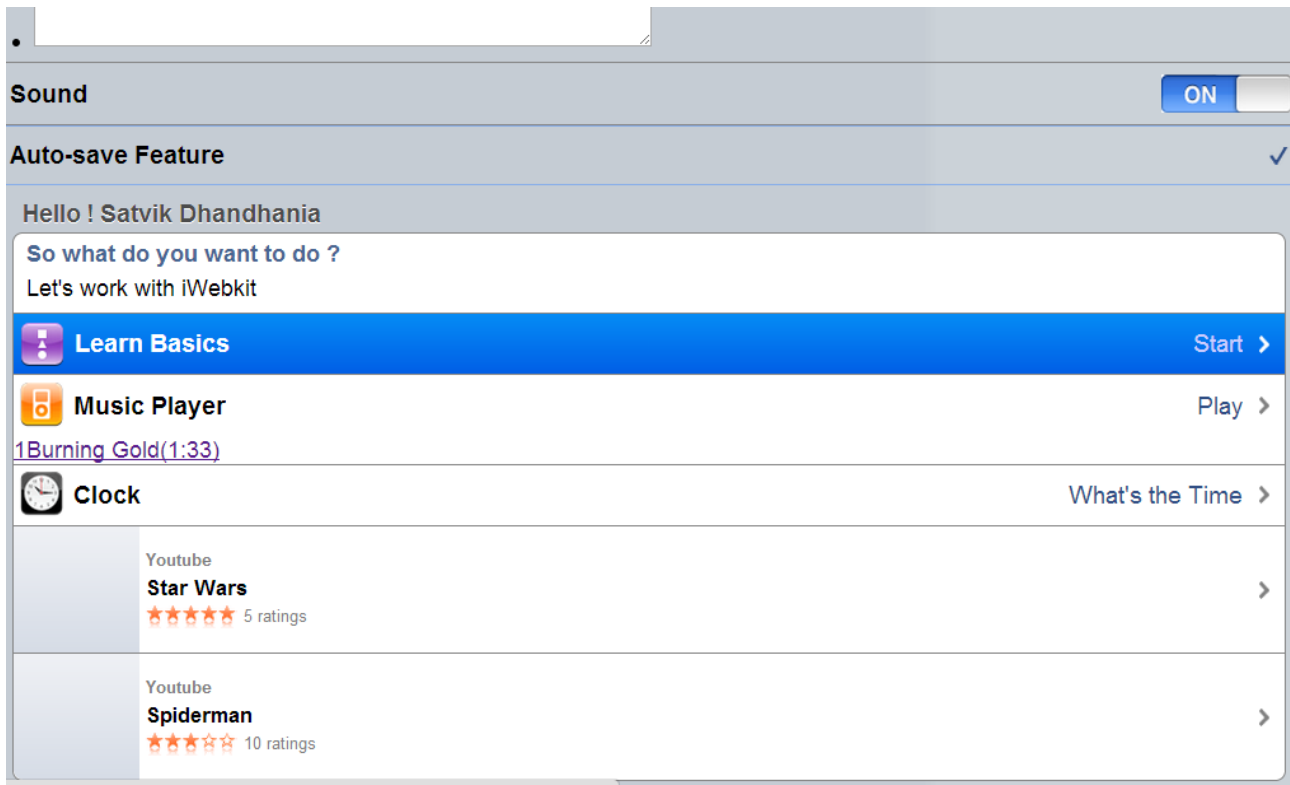 Sound ON
Auto-save Feature
Hello ! Satvik Dhandhania
So what do you want to do ?
Let's work with iWebkit
Learn Basics Start
Music Player Play
1Burning Gold(1:33)
Clock What's the Time
Youtube
Star Wars
5 ratings
Youtube
Spiderman
10 ratings